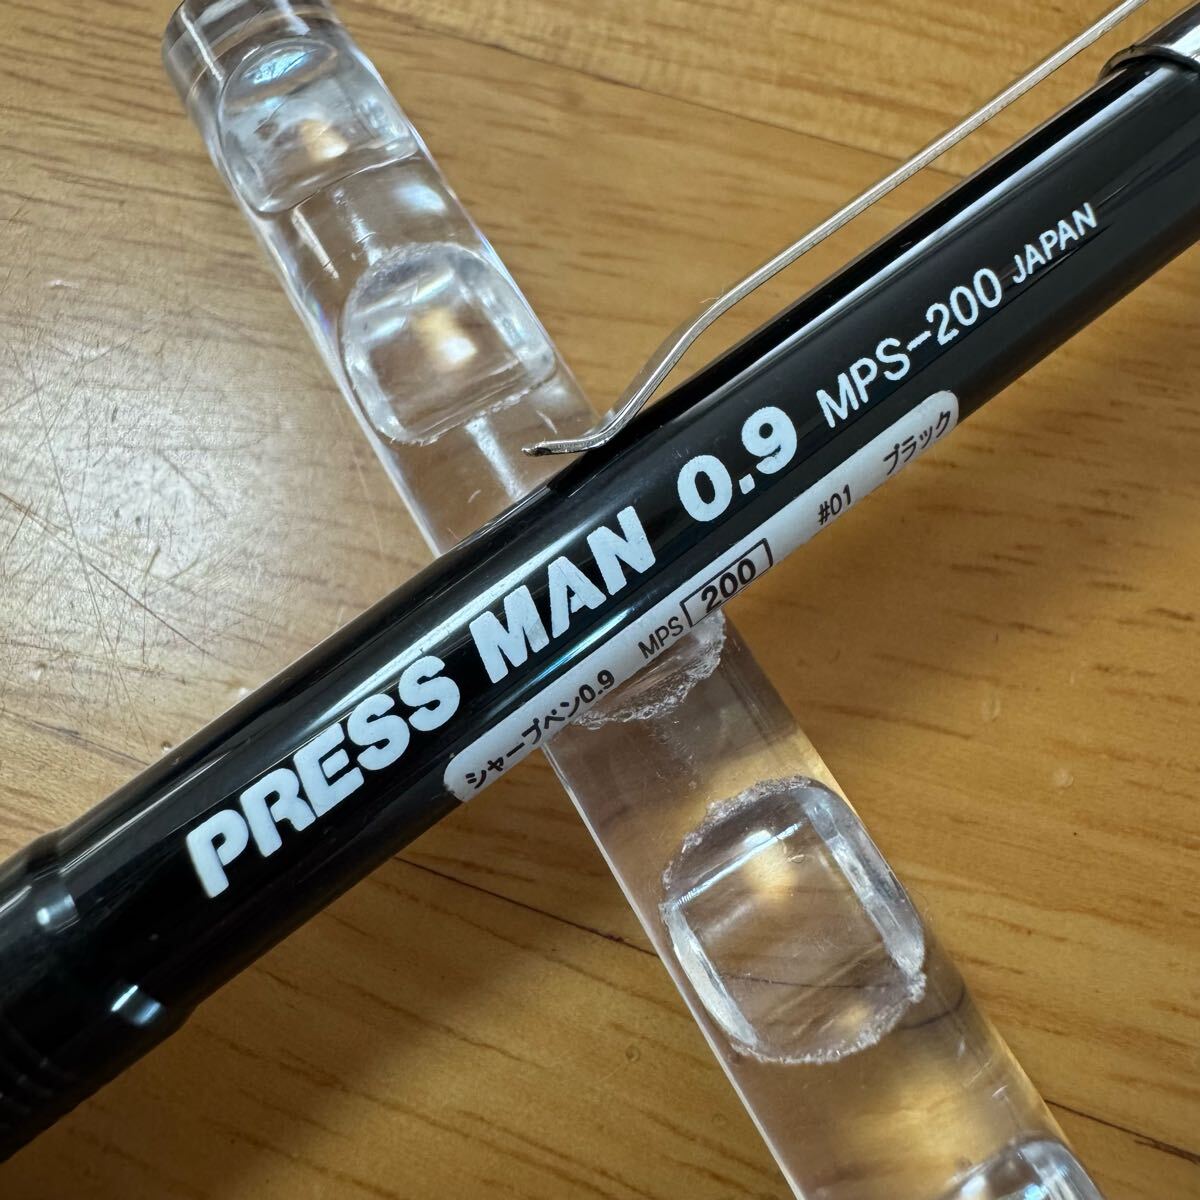 PRESS MAN 0.9 MPS-200 JAPAN
シャープペン0.9 MPS 200 #01 ブラック